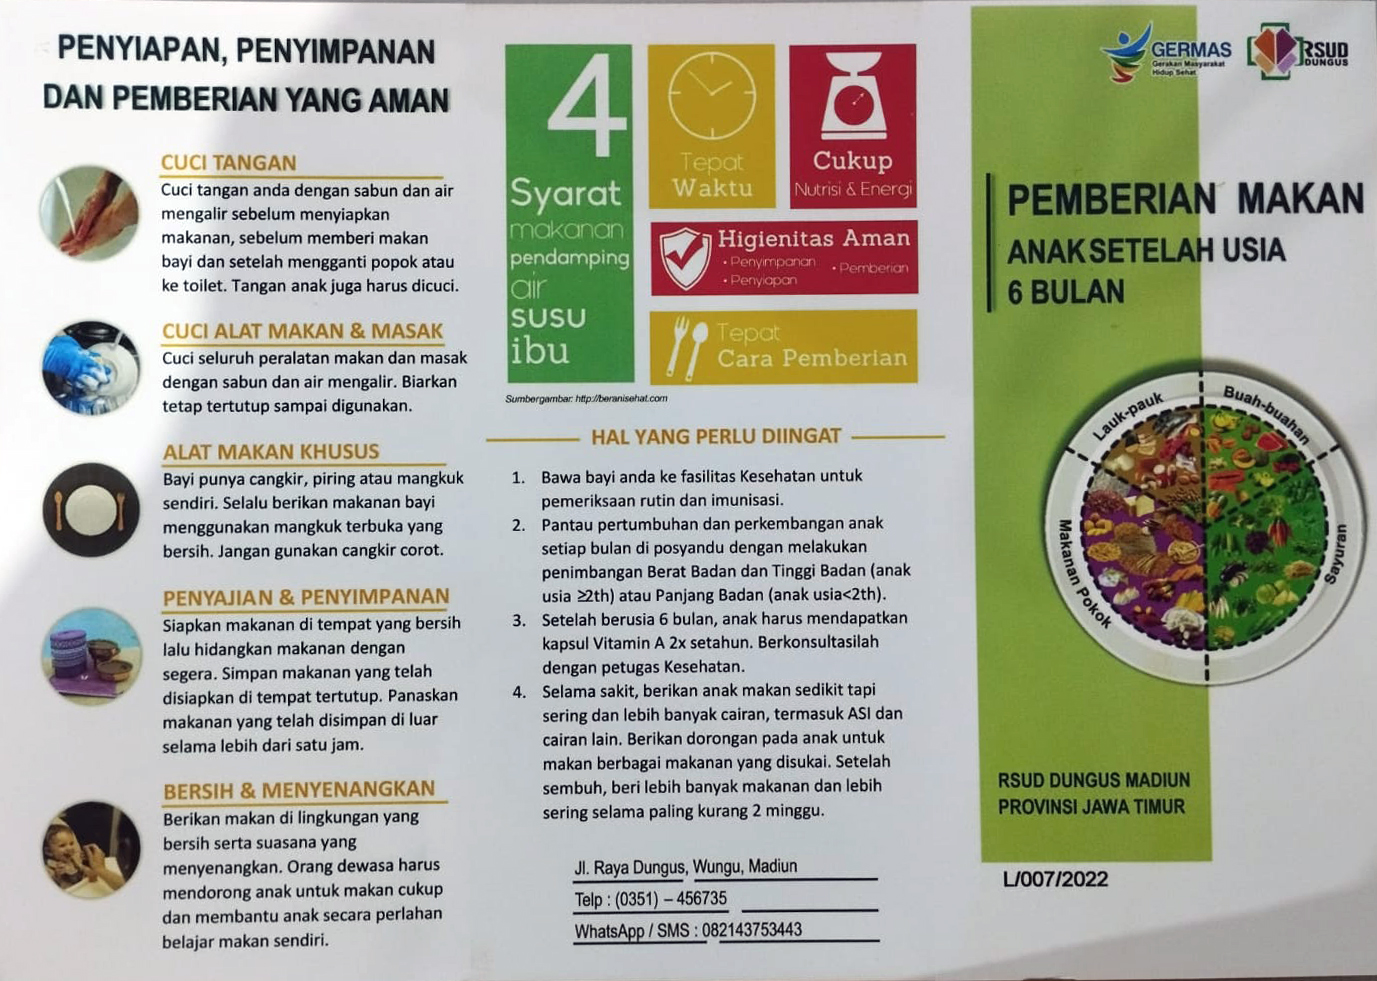 PENYIAPAN, PENYIMPANAN
DAN PEMBERIAN YANG AMAN
CUCI TANGAN
Cuci tangan anda dengan sabun dan air
mengalir sebelum menyiapkan
makanan, sebelum memberi makan
bayi dan setelah mengganti popok atau
ke toilet. Tangan anak juga harus dicuci.
CUCI ALAT MAKAN & MASAK
Cuci seluruh peralatan makan dan masak
dengan sabun dan air mengalir. Biarkan
tetap tertutup sampai digunakan.
ALAT MAKAN KHUSUS
Bayi punya cangkir, piring atau mangkuk
sendiri. Selalu berikan makanan bayi
menggunakan mangkuk terbuka yang
bersih. Jangan gunakan cangkir corot.
PENYAJIAN & PENYIMPANAN
Siapkan makanan di tempat yang bersih
lalu hidangkan makanan dengan
segera. Simpan makanan yang telah
disiapkan di tempat tertutup. Panaskan
makanan yang telah disimpan di luar
selama lebih dari satu jam.
BERSIH & MENYENANGKAN
Berikan makan di lingkungan yang
bersih serta suasana yang
menyenangkan. Orang dewasa harus
mendorong anak untuk makan cukup
dan membantu anak secara perlahan
belajar makan sendiri.
4
Syarat
makanan
pendamping
air
susu
ibu
Tepat
Waktu
Cukup
Nutrisi & Energi
Higienitas Aman
• Penyimpanan
• Pemberian
• Penyiapan
Tepat
Cara Pemberian
Sumbergambar: http://beranisehat.com
HAL YANG PERLU DIINGAT
1. Bawa bayi anda ke fasilitas Kesehatan untuk
pemeriksaan rutin dan imunisasi.
2. Pantau pertumbuhan dan perkembangan anak
setiap bulan di posyandu dengan melakukan
penimbangan Berat Badan dan Tinggi Badan (anak
usia ≥2th) atau Panjang Badan (anak usia<2th).
3. Setelah berusia 6 bulan, anak harus mendapatkan
kapsul Vitamin A 2x setahun. Berkonsultasilah
dengan petugas Kesehatan.
4. Selama sakit, berikan anak makan sedikit tapi
sering dan lebih banyak cairan, termasuk ASI dan
cairan lain. Berikan dorongan pada anak untuk
makan berbagai makanan yang disukai. Setelah
sembuh, beri lebih banyak makanan dan lebih
sering selama paling kurang 2 minggu.
Jl. Raya Dungus, Wungu, Madiun
Telp : (0351) – 456735
WhatsApp / SMS : 082143753443
GERMAS
Gerakan Masyarakat
Hidup Sehat
RSUD
DUNGUS
PEMBERIAN MAKAN
ANAK SETELAH USIA
6 BULAN
Lauk-pauk
Buah-buahan
Makanan Pokok
Sayuran
RSUD DUNGUS MADIUN
PROVINSI JAWA TIMUR
L/007/2022